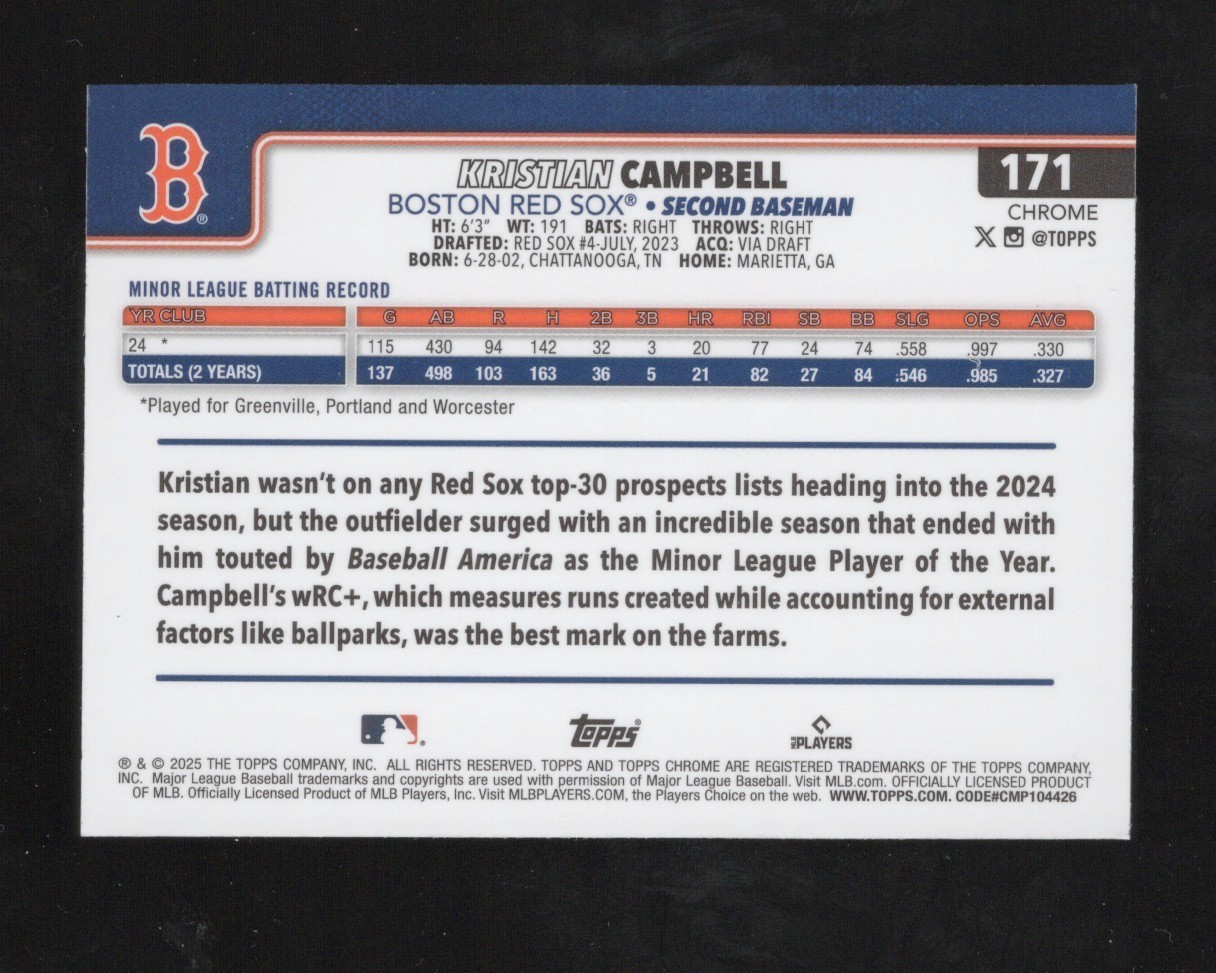 B®
KRISTIAN CAMPBELL
171
BOSTON RED SOX® • SECOND BASEMAN
CHROME
HT: 6'3" WT: 191 BATS: RIGHT THROWS: RIGHT
@TOPPS
DRAFTED: RED SOX #4-JULY, 2023 ACQ: VIA DRAFT
BORN: 6-28-02, CHATTANOOGA, TN HOME: MARIETTA, GA
MINOR LEAGUE BATTING RECORD
YR CLUB G AB R H 2B 3B HR RBI SB BB SLG OPS AVG
24 * 115 430 94 142 32 3 20 77 24 74 .558 .997 .330
TOTALS (2 YEARS) 137 498 103 163 36 5 21 82 27 84 .546 .985 .327
*Played for Greenville, Portland and Worcester
Kristian wasn't on any Red Sox top-30 prospects lists heading into the 2024
season, but the outfielder surged with an incredible season that ended with
him touted by Baseball America as the Minor League Player of the Year.
Campbell's wRC+, which measures runs created while accounting for external
factors like ballparks, was the best mark on the farms.
Topps®
MLB PLAYERS
® & © 2025 THE TOPPS COMPANY, INC. ALL RIGHTS RESERVED. TOPPS AND TOPPS CHROME ARE REGISTERED TRADEMARKS OF THE TOPPS COMPANY,
INC. Major League Baseball trademarks and copyrights are used with permission of Major League Baseball. Visit MLB.com. OFFICIALLY LICENSED PRODUCT
OF MLB. Officially Licensed Product of MLB Players, Inc. Visit MLBPLAYERS.COM, the Players Choice on the web. WWW.TOPPS.COM. CODE#CMP104426